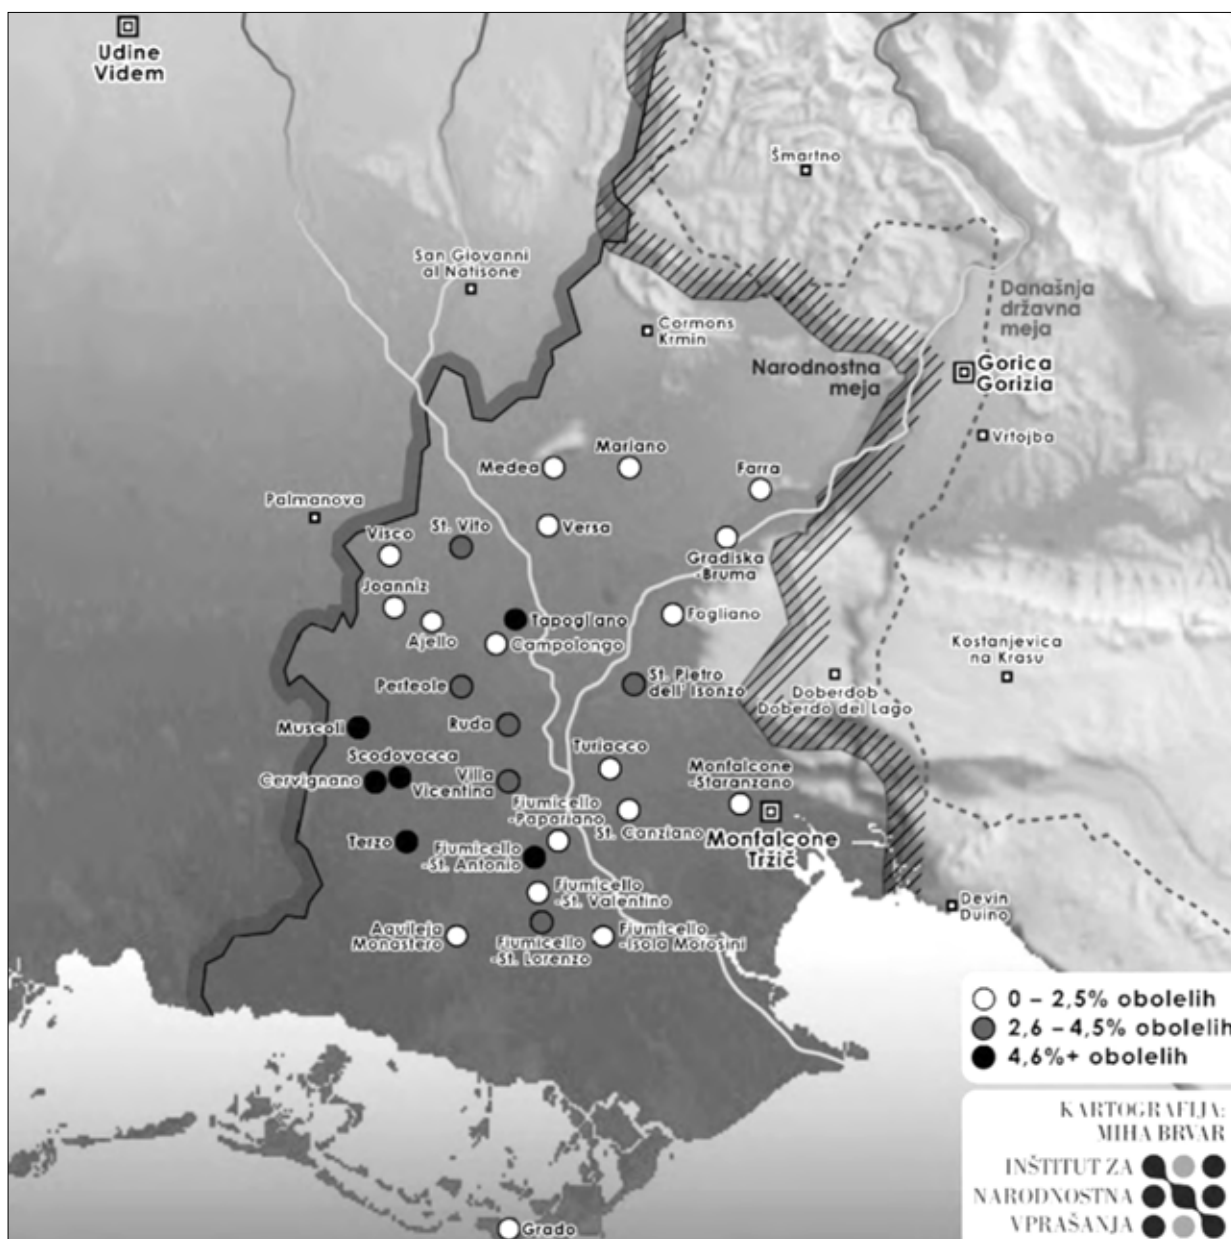 Udine
Videm
Šmartno
San Giovanni
al Natisone
Današnja
državna
meja
Cormons
Krmin
Narodnostna
meja
Gorica
Gorizia
Vrtojba
Mariano
Medea
Farra
Palmanova
St. Vito
Versa
Visco
Gradiska
-Bruma
Joanniz
Tapogliano
Fogliano
Ajello
Campolongo
Kostanjevica
na Krasu
Perteole
St. Pietro
dell' Isonzo
Doberdob
Doberdo del Lago
Muscoli
Ruda
Scodovacca
Turiacco
Monfalcone
-Staranzano
Cervignano
Villa
Vicentina
Fiumicello
-Papariano
St. Canziano
Monfalcone
Tržič
Terzo
Fiumicello
-St. Antonio
Fiumicello
-St. Valentino
Devin
Duino
Aquileja
Monastero
Fiumicello
-St. Lorenzo
Fiumicello
-Isola Morosini
0 – 2,5% obolelih
2,6 – 4,5% obolelih
4,6%+ obolelih
KARTOGRAFIJA:
MIHA BRVAR
INŠTITUT ZA
NARODNOSTNA
VPRAŠANJA
Grado